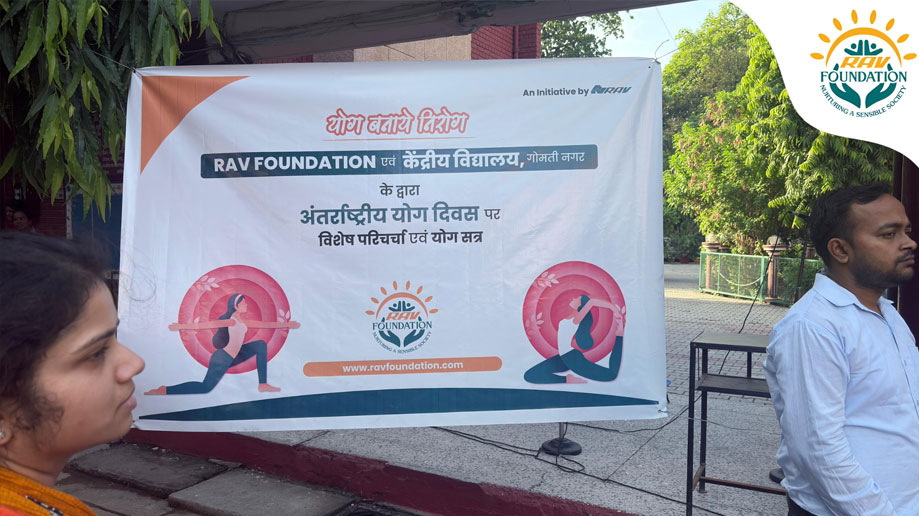 An Initiative by RAV
योग बनाये निरोग
RAV FOUNDATION एवं केंद्रीय विद्यालय, गोमती नगर
के द्वारा
अंतर्राष्ट्रीय योग दिवस पर
विशेष परिचर्चा एवं योग सत्र
RAV
FOUNDATION
NURTURING A SENSIBLE SOCIETY
www.ravfoundation.com
RAV
FOUNDATION
NURTURING A SENSIBLE SOCIETY